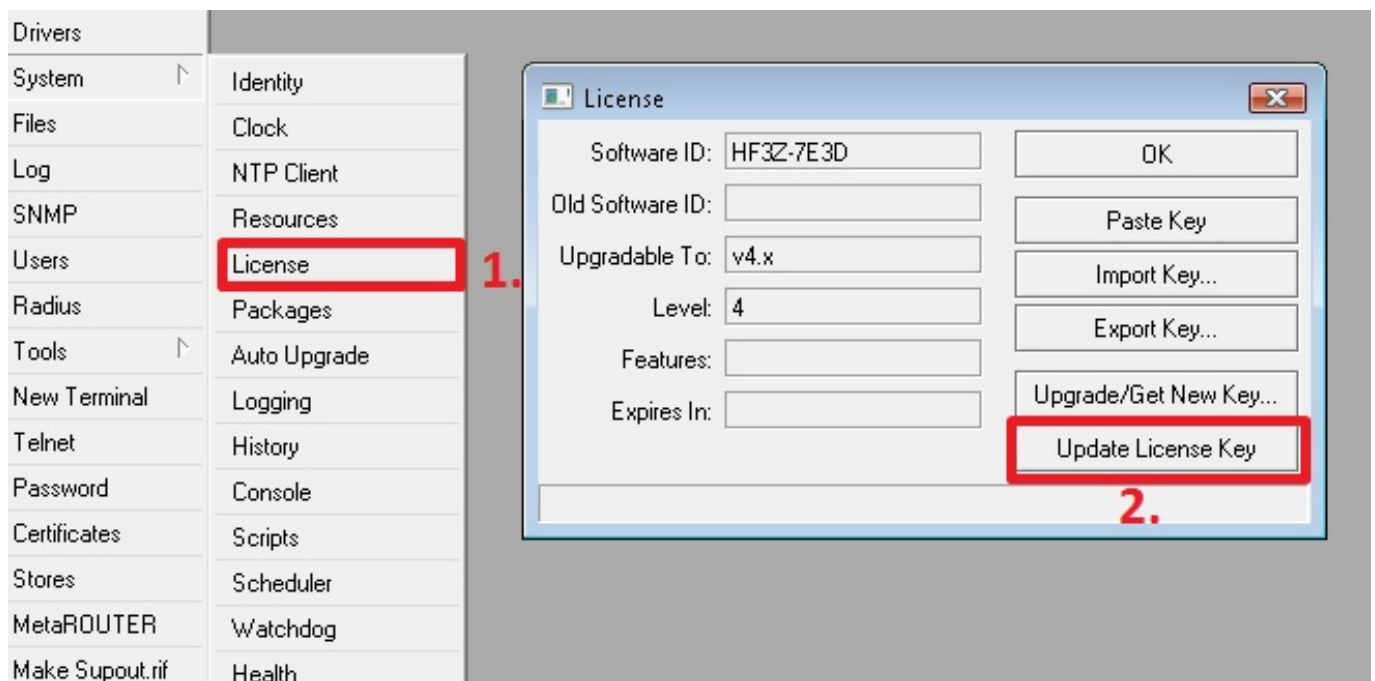 Drivers
System
Files
Log
SNMP
Users
Radius
Tools
New Terminal
Telnet
Password
Certificates
Stores
MetaROUTER
Make Supout.rif
Identity
Clock
NTP Client
Resources
License
1.
Packages
Auto Upgrade
Logging
History
Console
Scripts
Scheduler
Watchdog
Health
License
Software ID: HF3Z-7E3D
Old Software ID:
Upgradable To: v4.x
Level: 4
Features:
Expires In:
OK
Paste Key
Import Key...
Export Key...
Upgrade/Get New Key...
Update License Key
2.